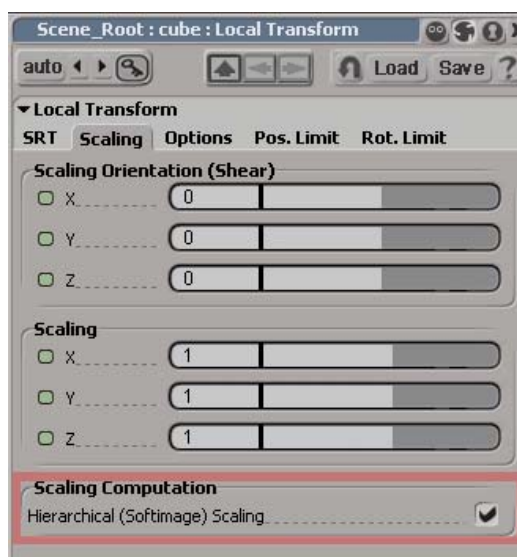 Scene_Root : cube : Local Transform
auto Load Save ?
Local Transform
SRT Scaling Options Pos. Limit Rot. Limit
Scaling Orientation (Shear)
X 0
Y 0
Z 0
Scaling
X 1
Y 1
Z 1
Scaling Computation
Hierarchical (Softimage) Scaling